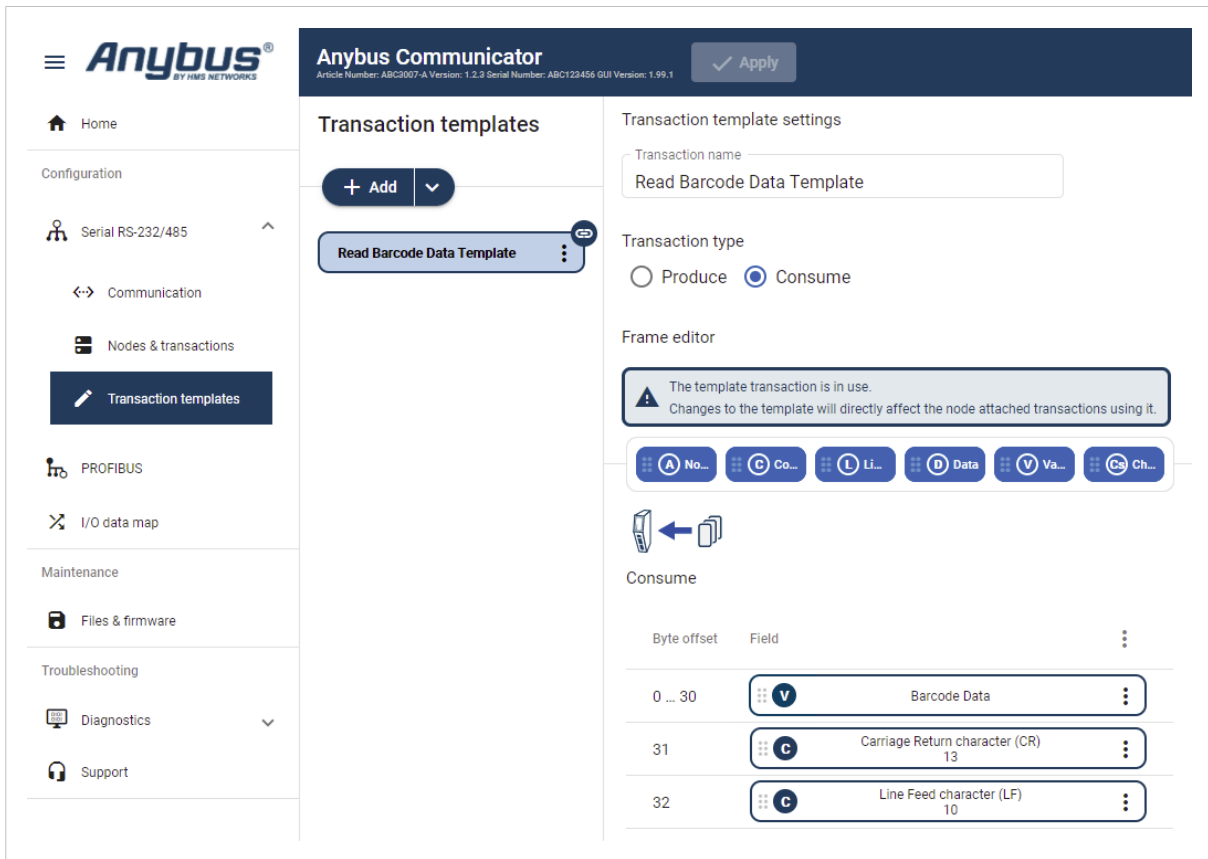 Anybus®
BY HMS NETWORKS
Home
Configuration
Serial RS-232/485
Communication
Nodes & transactions
Transaction templates
PROFIBUS
I/O data map
Maintenance
Files & firmware
Troubleshooting
Diagnostics
Support
Anybus Communicator
Article Number: ABC3007-A Version: 1.2.3 Serial Number: ABC123456 GUI Version: 1.99.1
Apply
Transaction templates
Add
Read Barcode Data Template
Transaction template settings
Transaction name
Read Barcode Data Template
Transaction type
Produce Consume
Frame editor
The template transaction is in use.
Changes to the template will directly affect the node attached transactions using it.
A No... C Co... L Li... D Data V Va... Cs Ch...
Consume
Byte offset Field
0 ... 30 V Barcode Data
31 C Carriage Return character (CR)
13
32 C Line Feed character (LF)
10